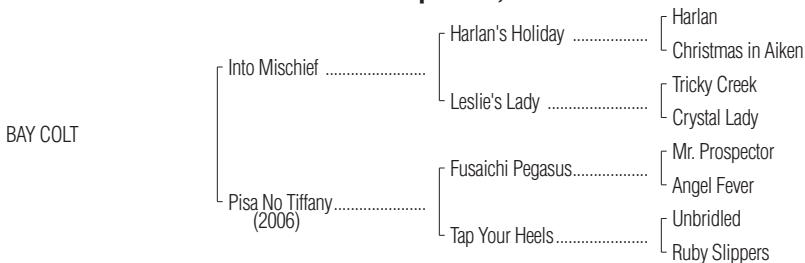 Harlan
Harlan's Holiday ..................
Christmas in Aiken
Into Mischief ........................
Tricky Creek
Leslie's Lady ........................
Crystal Lady
BAY COLT
Mr. Prospector
Fusaichi Pegasus..................
Angel Fever
Pisa No Tiffany......................
(2006)
Unbridled
Tap Your Heels......................
Ruby Slippers